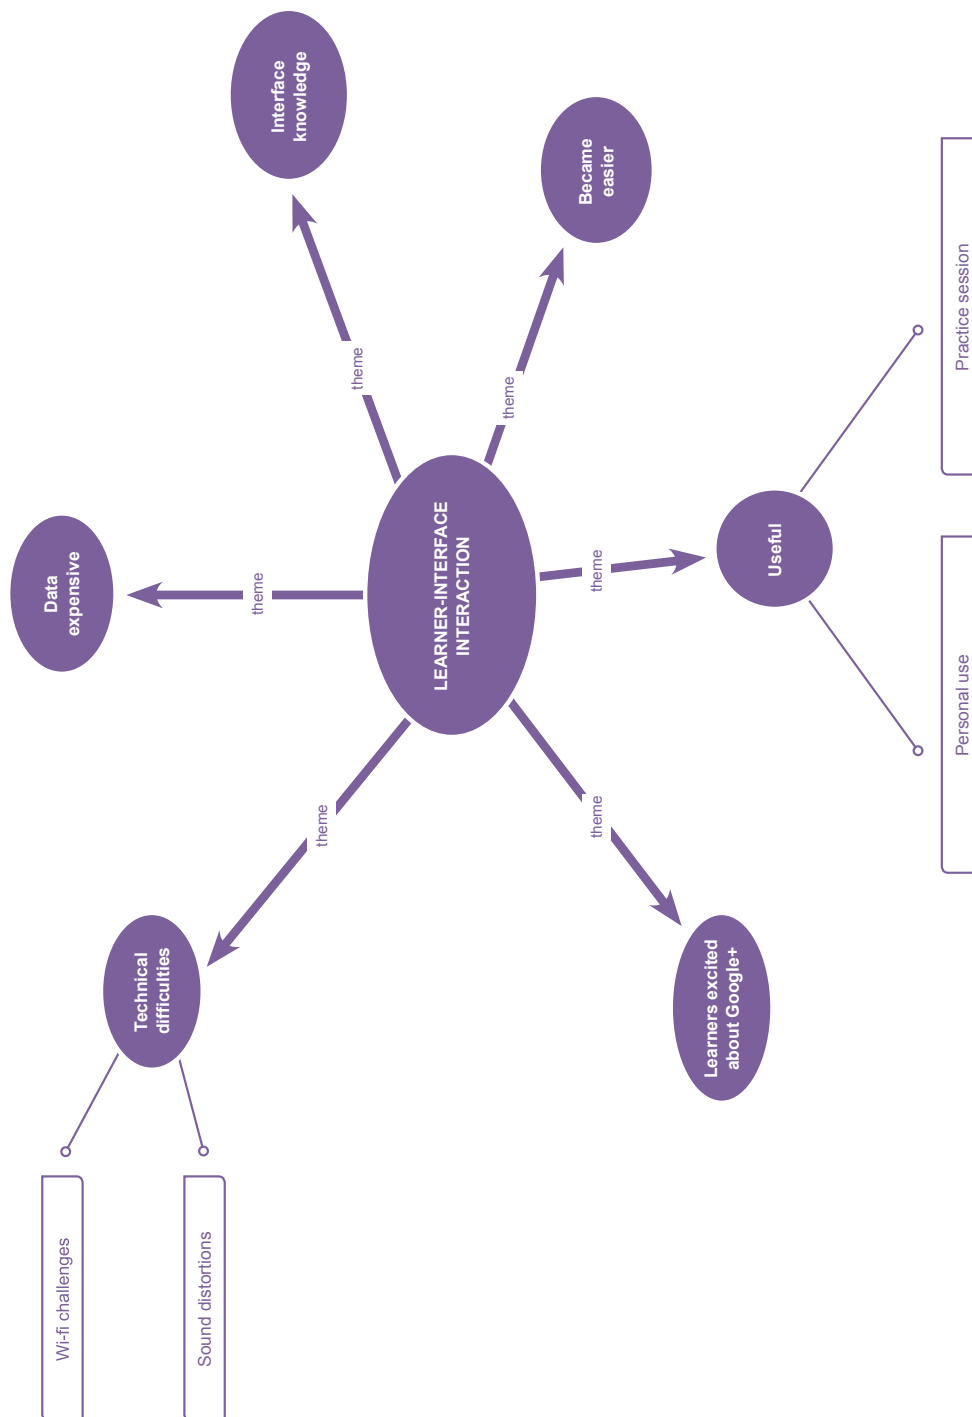 Wi-fi challenges
Sound distortions
Technical
difficulties
theme
Data
expensive
theme
Interface
knowledge
theme
LEARNER-INTERFACE
INTERACTION
theme
Became
easier
theme
Learners excited
about Google+
theme
Useful
Personal use
Practice session